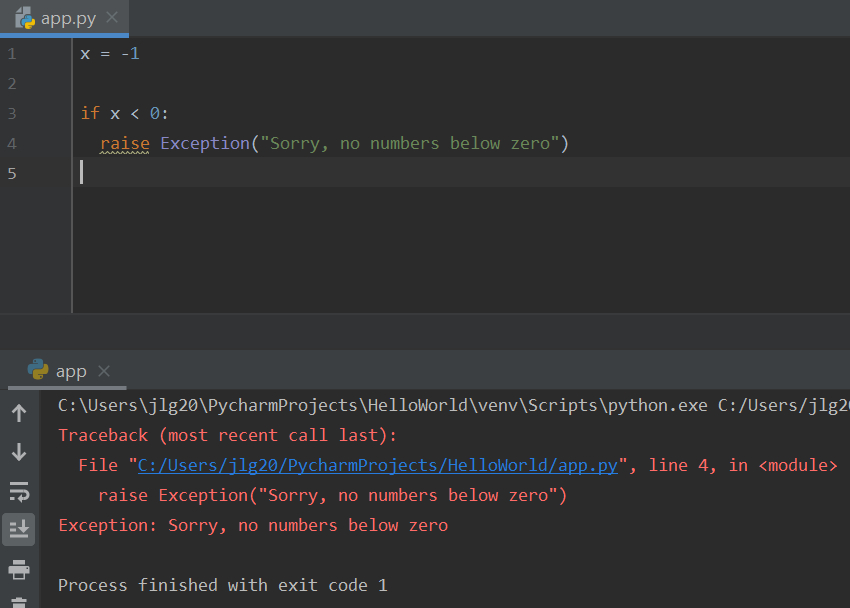 app.py
1 x = -1
2
3 if x < 0:
4   raise Exception("Sorry, no numbers below zero")
5
app
C:\Users\jlg20\PycharmProjects\HelloWorld\venv\Scripts\python.exe C:/Users/jlg20
Traceback (most recent call last):
  File "C:/Users/jlg20/PycharmProjects/HelloWorld/app.py", line 4, in <module>
    raise Exception("Sorry, no numbers below zero")
Exception: Sorry, no numbers below zero
Process finished with exit code 1